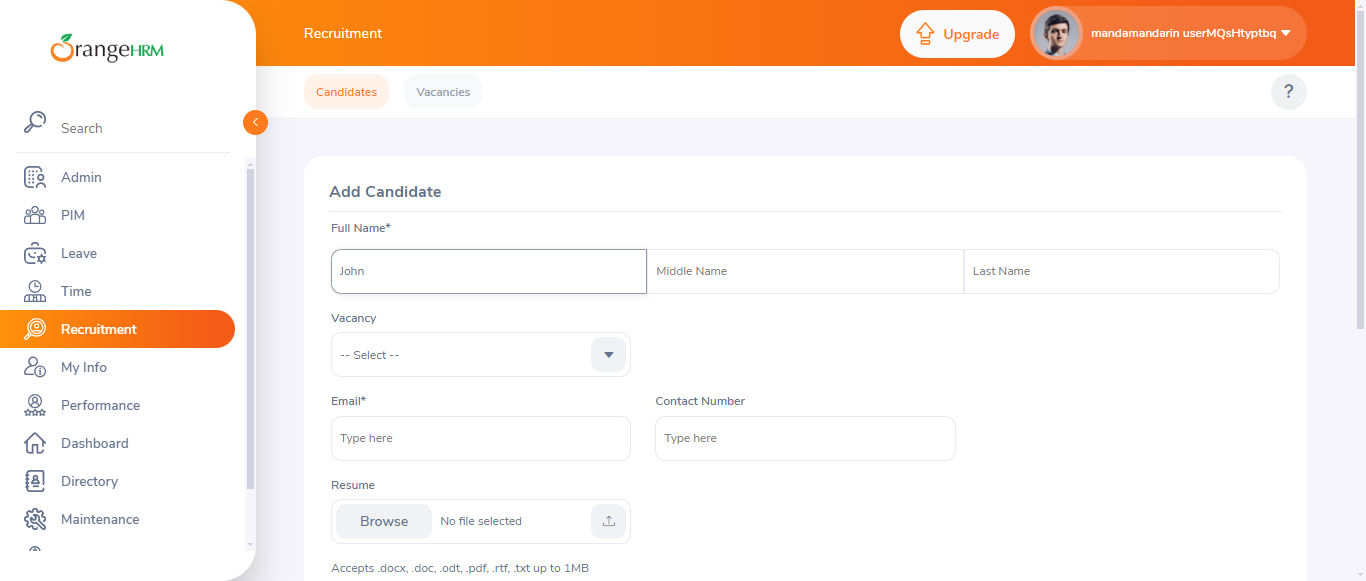 OrangeHRM
Recruitment
Upgrade
mandamandarin userMQsHtyptbq
Candidates
Vacancies
?
Search
Admin
PIM
Leave
Time
Recruitment
My Info
Performance
Dashboard
Directory
Maintenance
Add Candidate
Full Name*
John
Middle Name
Last Name
Vacancy
-- Select --
Email*
Contact Number
Type here
Type here
Resume
Browse
No file selected
Accepts .docx, .doc, .odt, .pdf, .rtf, .txt up to 1MB